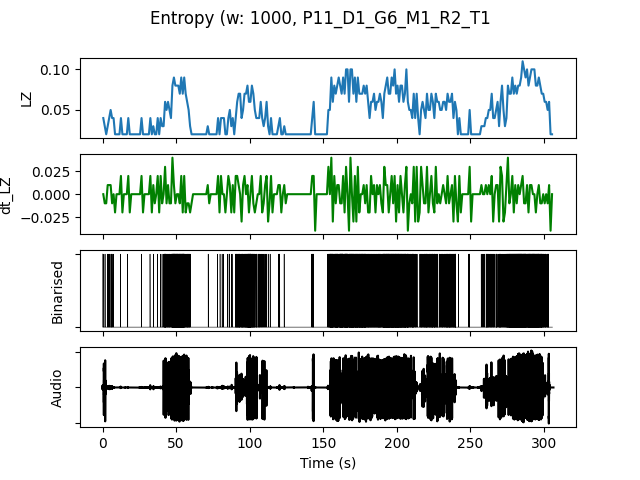 Entropy (w: 1000, P11_D1_G6_M1_R2_T1
0.10
0.05
LZ
0.025
0.000
−0.025
dt_LZ
Binarised
Audio
0 50 100 150 200 250 300
Time (s)